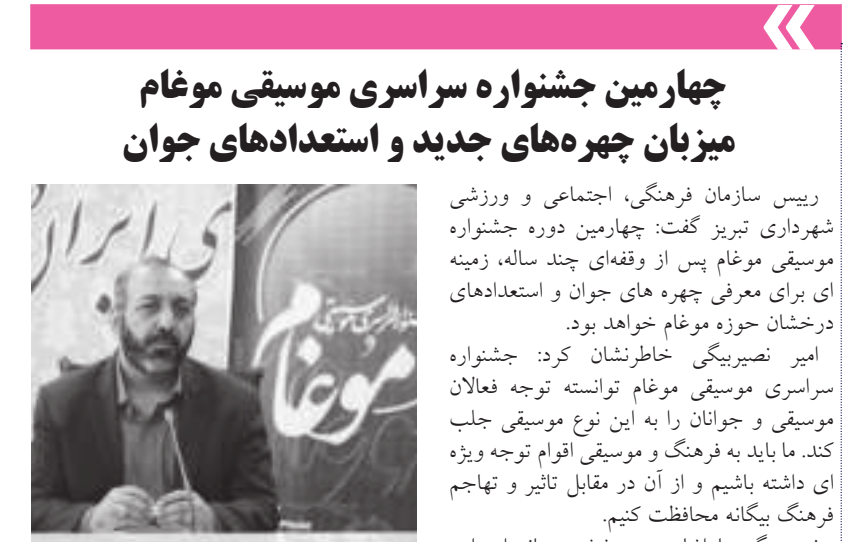 چهارمین جشنواره سراسری موسیقی موغام
میزبان چهره‌های جدید و استعدادهای جوان
رییس سازمان فرهنگی، اجتماعی و ورزشی
شهرداری تبریز گفت: چهارمین دوره جشنواره
موسیقی موغام پس از وقفه‌ای چند ساله، زمینه
ای برای معرفی چهره های جوان و استعدادهای
درخشان حوزه موغام خواهد بود.
امیر نصیربیگی خاطرنشان کرد: جشنواره
سراسری موسیقی موغام توانسته توجه فعالان
موسیقی و جوانان را به این نوع موسیقی جلب
کند. ما باید به فرهنگ و موسیقی اقوام توجه ویژه
ای داشته باشیم و از آن در مقابل تاثیر و تهاجم
فرهنگ بیگانه محافظت کنیم.
ی ایرانی
موغام